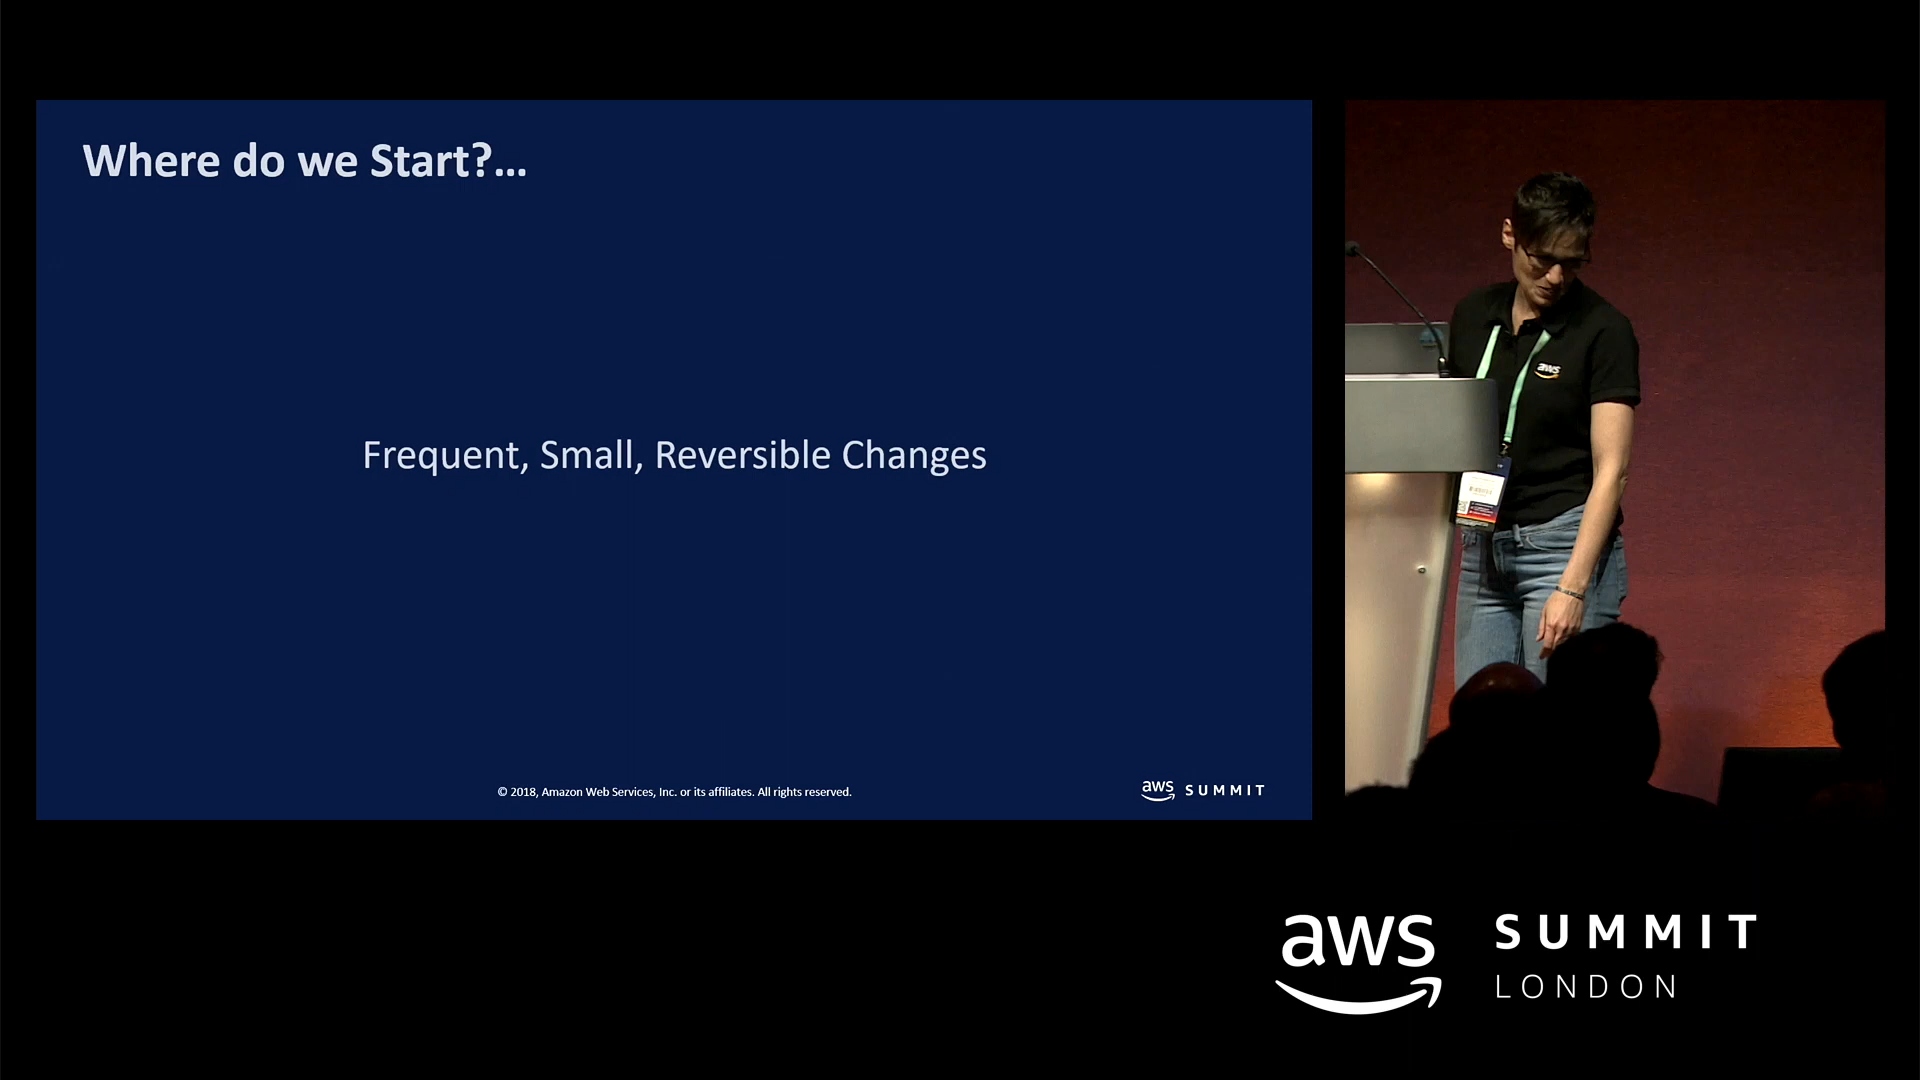 Where do we Start?...
Frequent, Small, Reversible Changes
© 2018, Amazon Web Services, Inc. or its affiliates. All rights reserved.
aws SUMMIT
aws
aws SUMMIT
LONDON